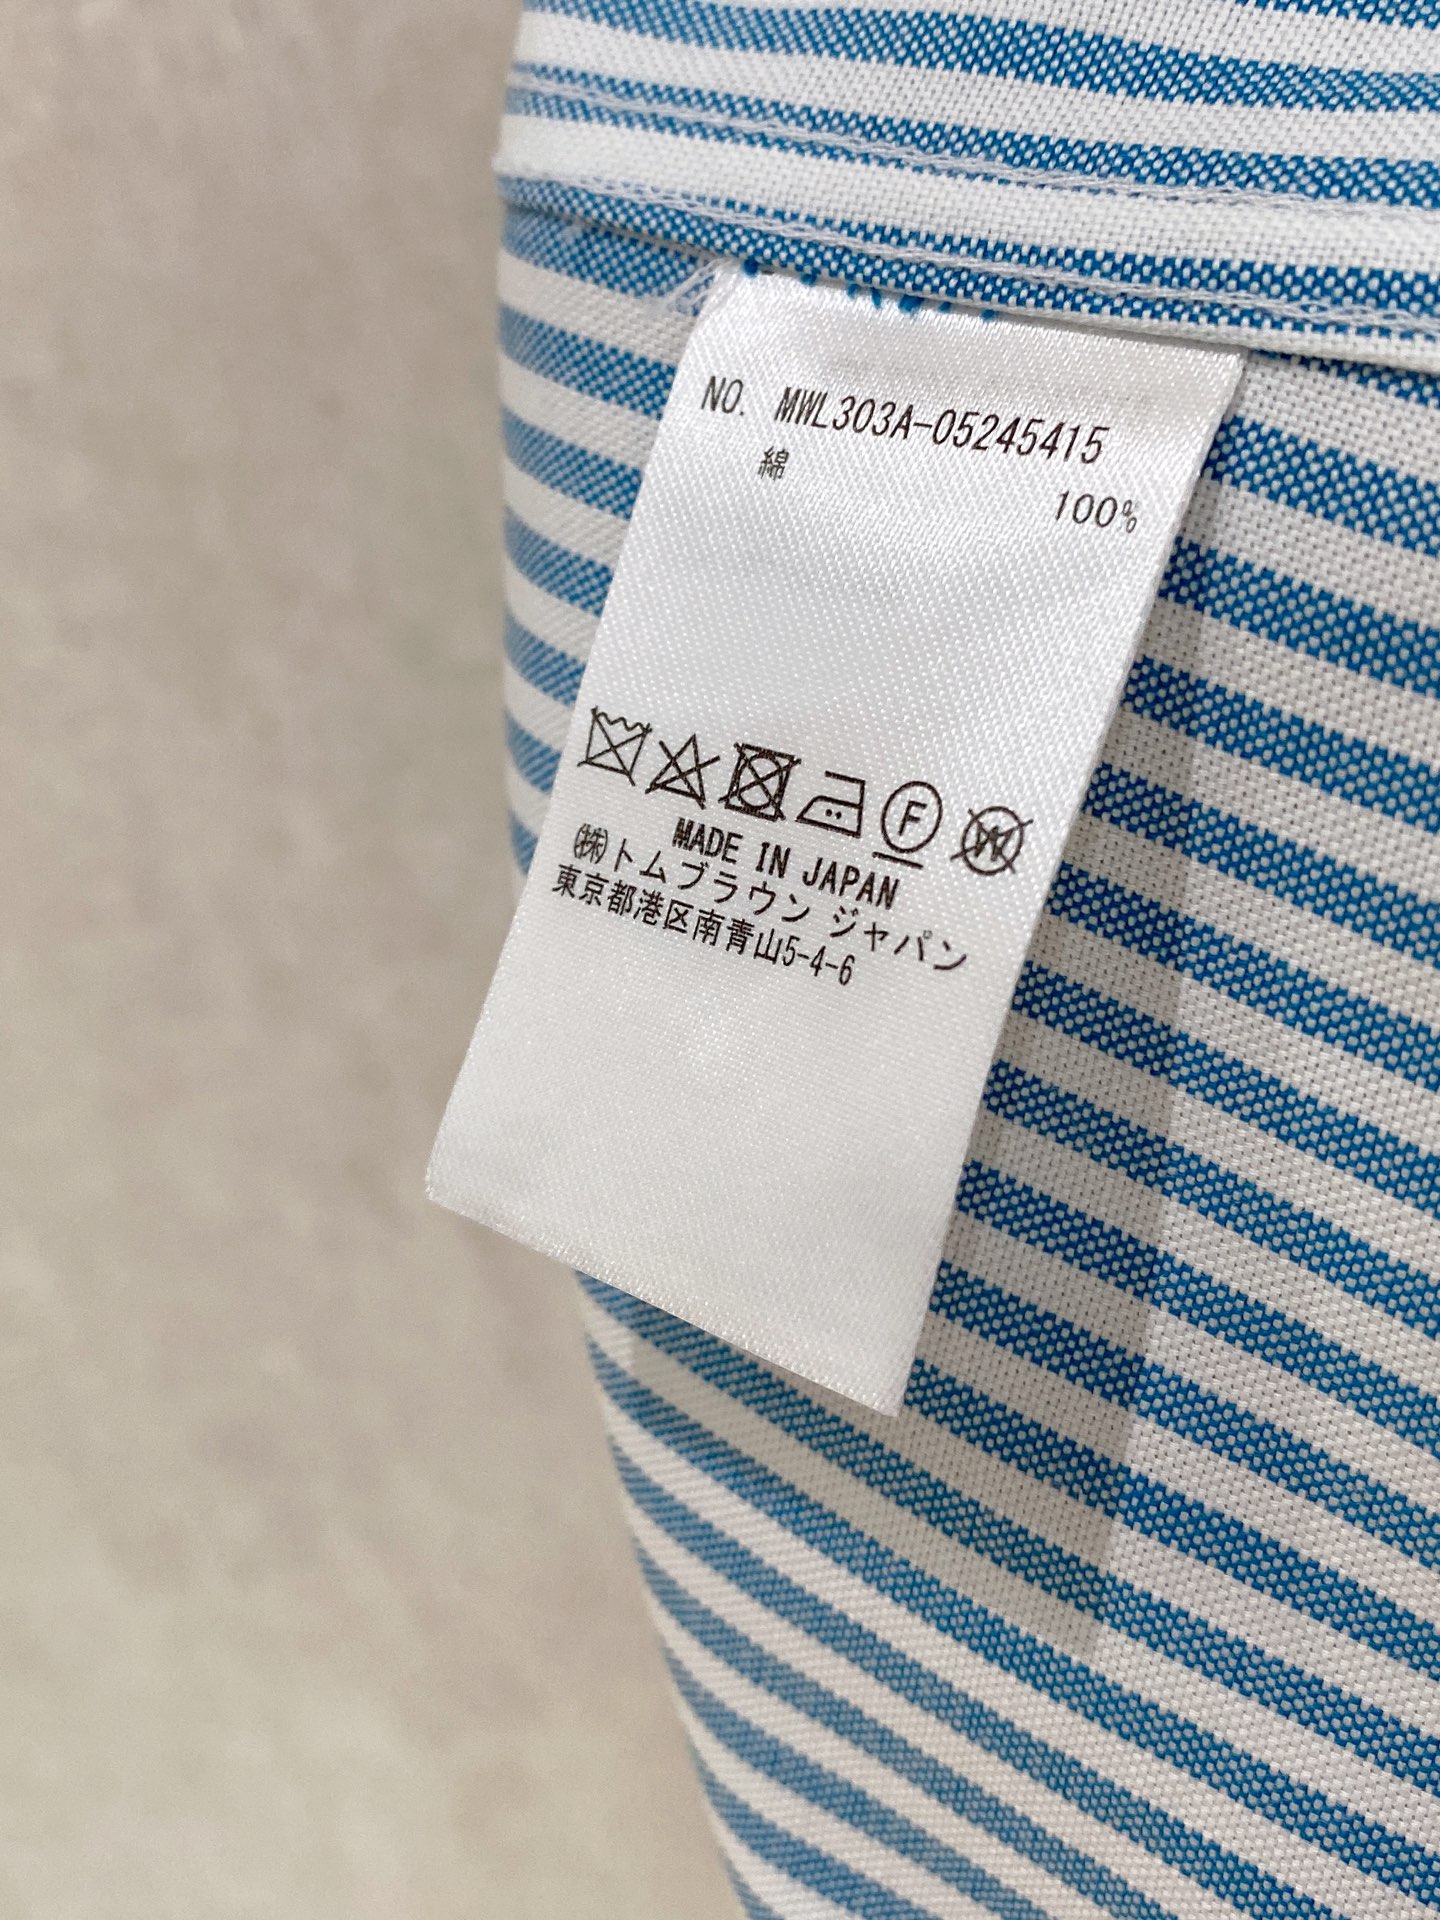 NO. MWL303A-05245415
綿 100%
F W
MADE IN JAPAN
㈱トムブラウン ジャパン
東京都港区南青山5-4-6